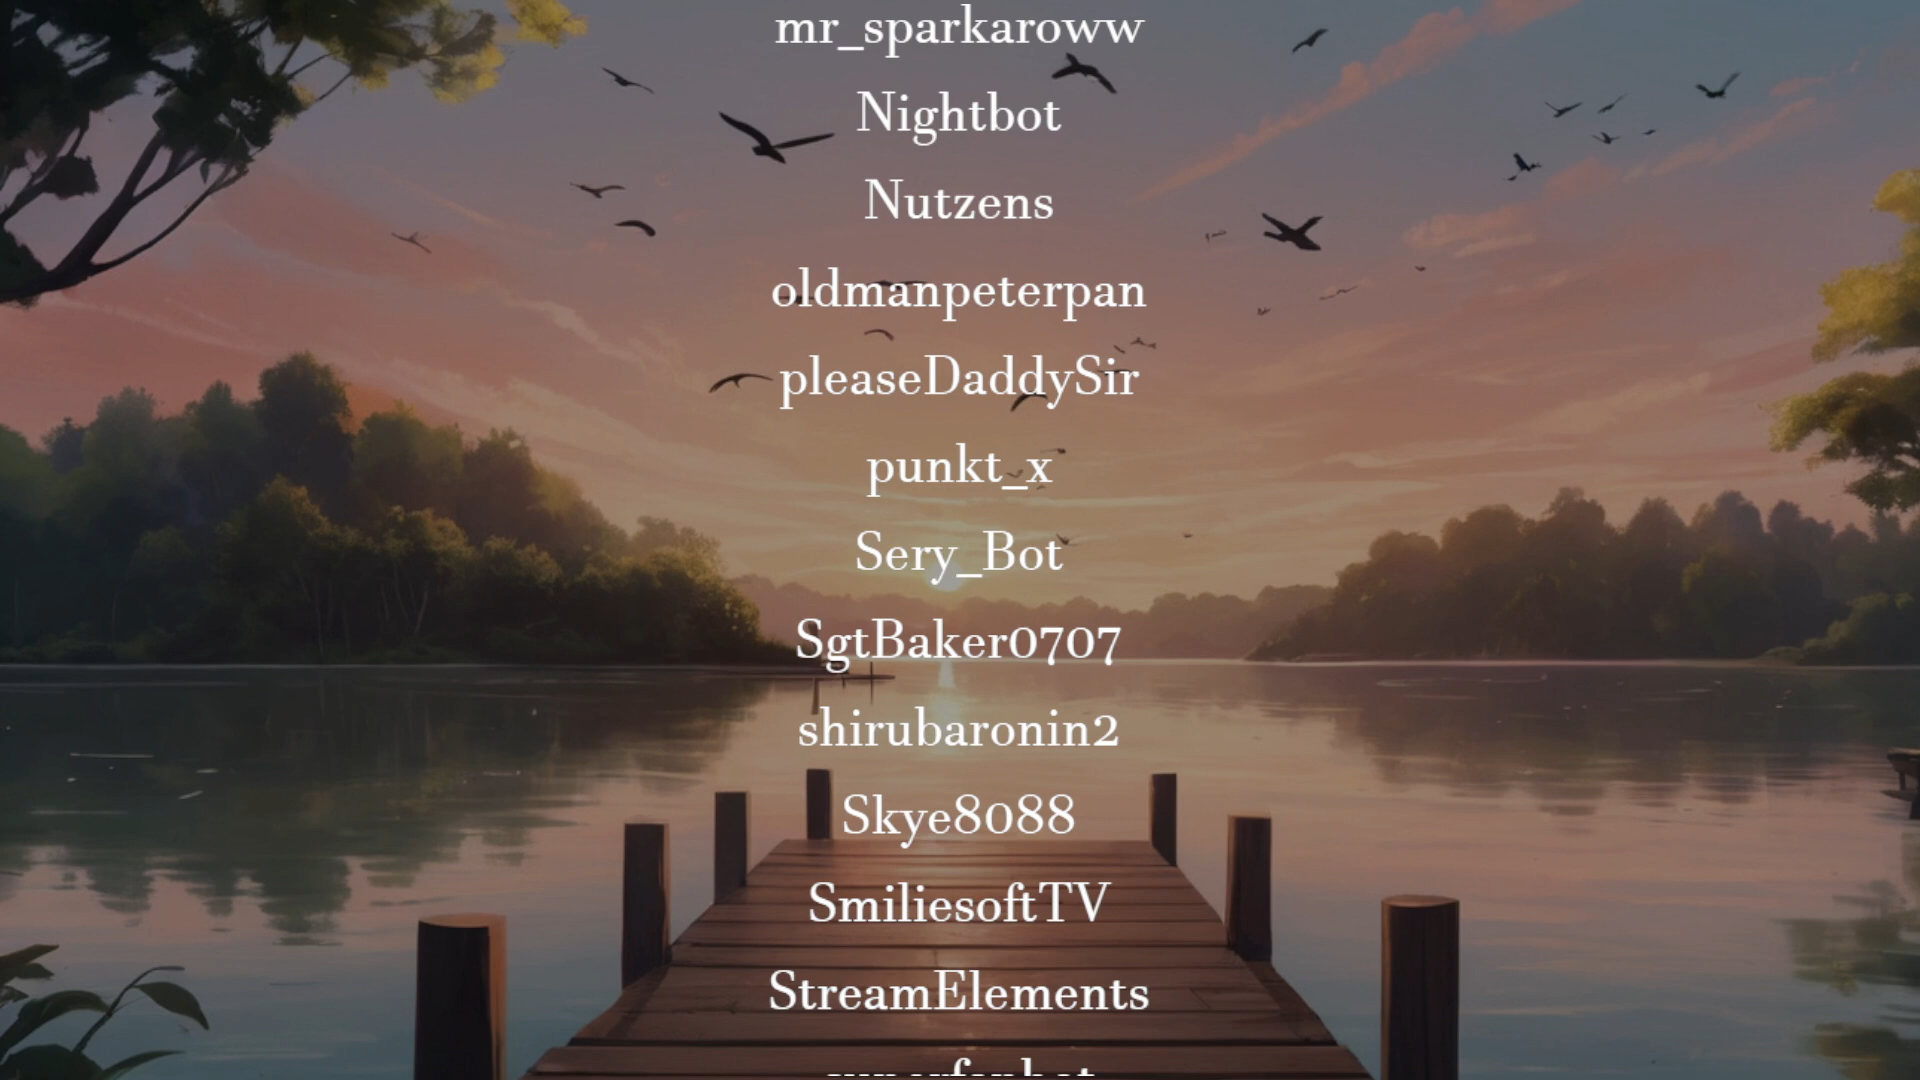 mr_sparkaroww
Nightbot
Nutzens
oldmanpeterpan
pleaseDaddySir
punkt_x
Sery_Bot
SgtBaker0707
shirubaronin2
Skye8088
SmiliesoftTV
StreamElements